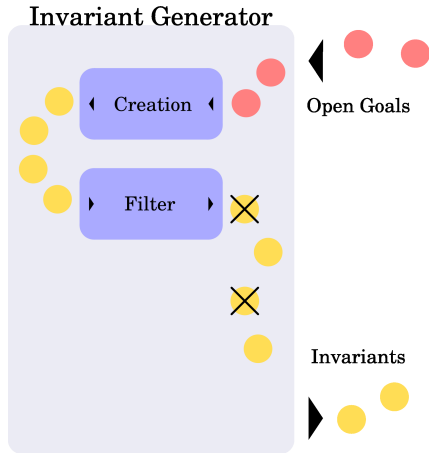 Invariant Generator
Creation
Open Goals
Filter
Invariants